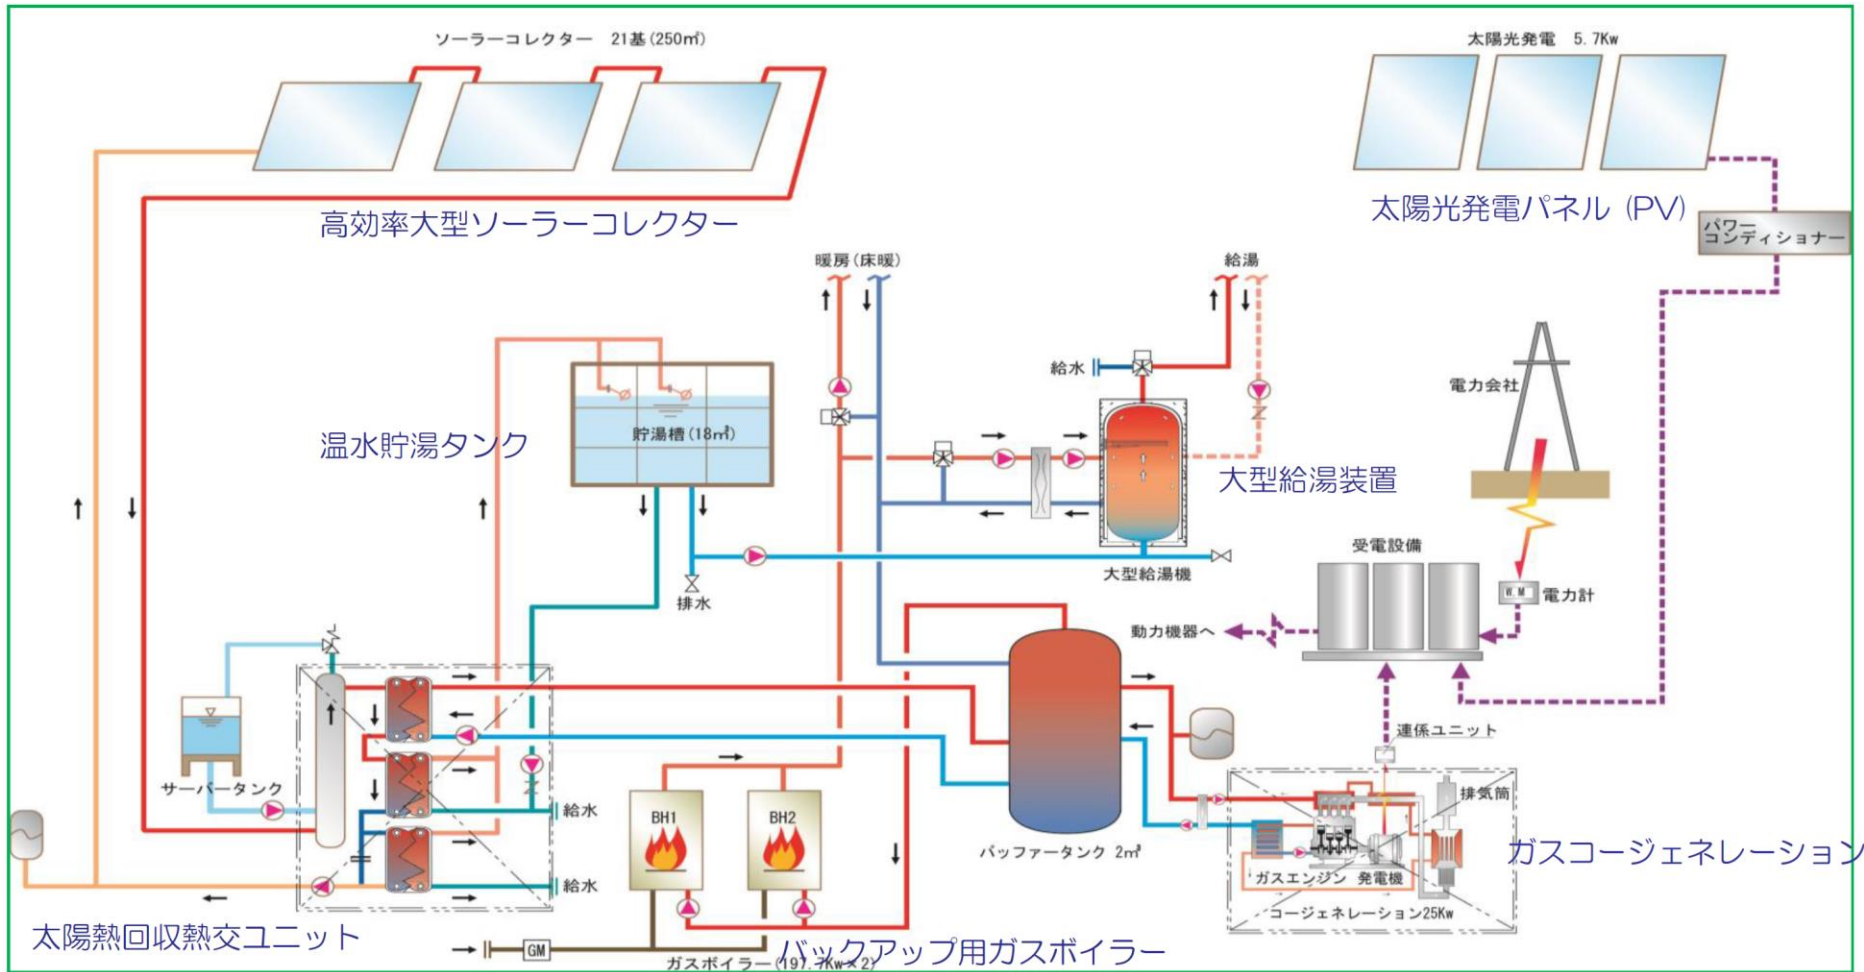 ソーラーコレクター 21基(250㎡)
太陽光発電 5.7Kw
高効率大型ソーラーコレクター
太陽光発電パネル (PV)
パワー
コンディショナー
暖房(床暖)
給湯
給水
電力会社
温水貯湯タンク
貯湯槽(18㎥)
大型給湯装置
大型給湯機
排水
受電設備
W.M
電力計
動力機器へ
連係ユニット
サーバータンク
給水
BH1
BH2
バッファータンク 2㎥
排気筒
ガスコージェネレーション
ガスエンジン 発電機
コージェネレーション25Kw
給水
太陽熱回収熱交ユニット
GM
バックアップ用ガスボイラー
ガスボイラー(197.7Kw×2)